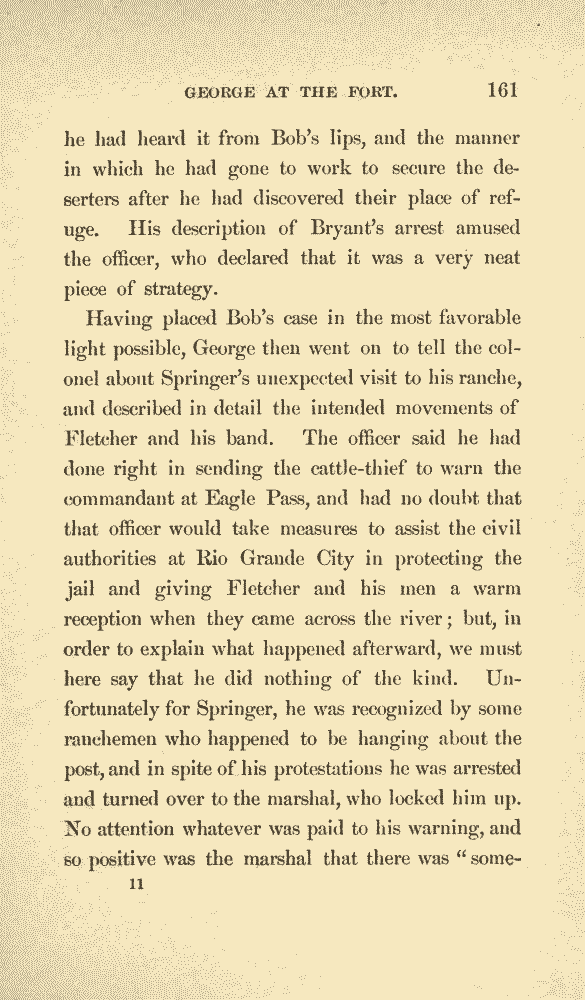 GEORGE AT THE FORT. 161
he had heard it from Bob's lips, and the manner
in which he had gone to work to secure the de-
serters after he had discovered their place of ref-
uge. His description of Bryant's arrest amused
the officer, who declared that it was a very neat
piece of strategy.
Having placed Bob's case in the most favorable
light possible, George then went on to tell the col-
onel about Springer's unexpected visit to his ranche,
and described in detail the intended movements of
Fletcher and his band. The officer said he had
done right in sending the cattle-thief to warn the
commandant at Eagle Pass, and had no doubt that
that officer would take measures to assist the civil
authorities at Rio Grande City in protecting the
jail and giving Fletcher and his men a warm
reception when they came across the river; but, in
order to explain what happened afterward, we must
here say that he did nothing of the kind. Un-
fortunately for Springer, he was recognized by some
ranchemen who happened to be hanging about the
post, and in spite of his protestations he was arrested
and turned over to the marshal, who locked him up.
No attention whatever was paid to his warning, and
so positive was the marshal that there was "some-
11